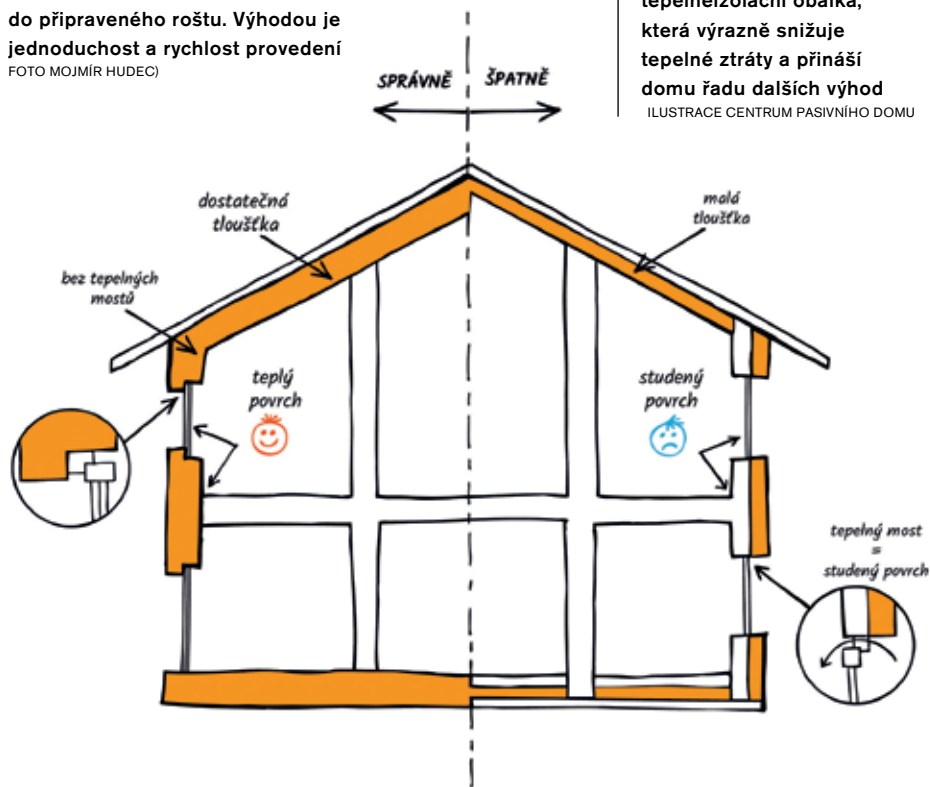 do připraveného roštu. Výhodou je
jednoduchost a rychlost provedení
FOTO MOJMÍR HUDEC)
tepelněizolační obálka,
která výrazně snižuje
tepelné ztráty a přináší
domu řadu dalších výhod
ILUSTRACE CENTRUM PASIVNÍHO DOMU
SPRÁVNĚ ŠPATNĚ
dostatečná
tloušťka
malá
tloušťka
bez tepelných
mostů
teplý
povrch
studený
povrch
tepelný most
=
studený povrch